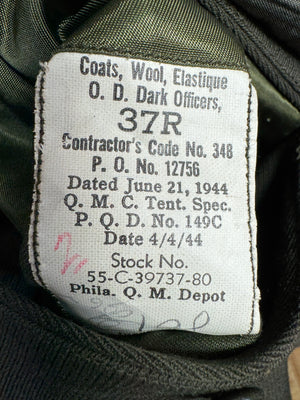 Coats, Wool, Elastique
O. D. Dark Officers,
37R
Contractor's Code No. 348
P. O. No. 12756
Dated June 21, 1944
Q. M. C. Tent. Spec.
P. Q. D. No. 149C
Date 4/4/44
Stock No.
55-C-39737-80
Phila. Q. M. Depot